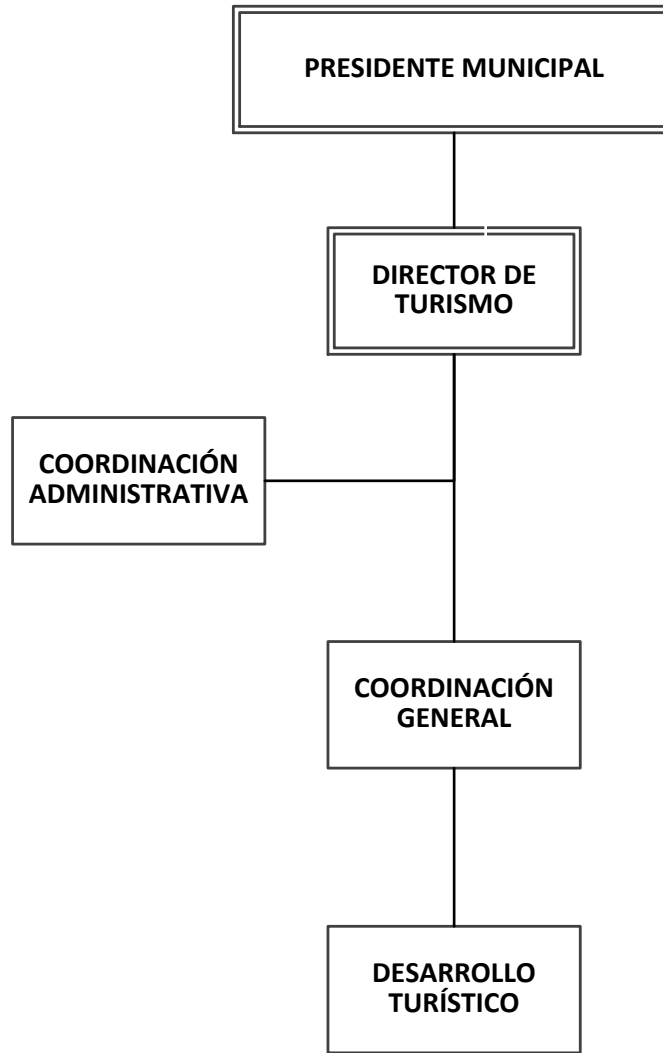 PRESIDENTE MUNICIPAL
DIRECTOR DE
TURISMO
COORDINACIÓN
ADMINISTRATIVA
COORDINACIÓN
GENERAL
DESARROLLO
TURÍSTICO